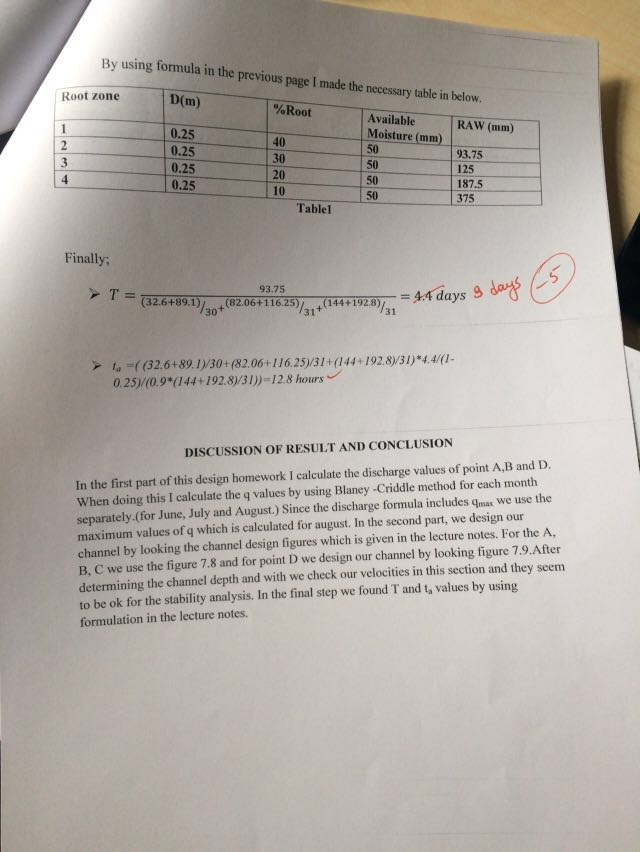 By using formula in the previous page I made the necessary table in below.
Root zone D(m) %Root Available Moisture (mm) RAW (mm)
1 0.25 40 50 93.75
2 0.25 30 50 125
3 0.25 20 50 187.5
4 0.25 10 50 375
Table1
Finally;
➢ T = 93.75 / ((32.6+89.1)/30+(82.06+116.25)/31+(144+192.8)/31) = 4.4 days 3 days -5
➢ ta =( (32.6+89.1)/30+(82.06+116.25)/31+(144+192.8)/31)*4.4/(1-
0.25)/(0.9*(144+192.8)/31))=12.8 hours
DISCUSSION OF RESULT AND CONCLUSION
In the first part of this design homework I calculate the discharge values of point A,B and D.
When doing this I calculate the q values by using Blaney -Criddle method for each month
separately.(for June, July and August.) Since the discharge formula includes qmax we use the
maximum values of q which is calculated for august. In the second part, we design our
channel by looking the channel design figures which is given in the lecture notes. For the A,
B, C we use the figure 7.8 and for point D we design our channel by looking figure 7.9.After
determining the channel depth and with we check our velocities in this section and they seem
to be ok for the stability analysis. In the final step we found T and ta values by using
formulation in the lecture notes.